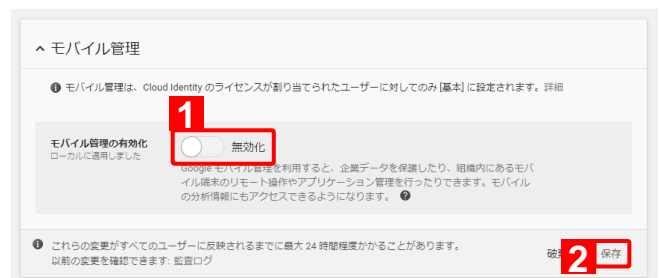 モバイル管理
モバイル管理は、Cloud Identity のライセンスが割り当てられたユーザーに対してのみ [基本] に設定されます。詳細
1
モバイル管理の有効化
ローカルに適用しました
無効化
Google モバイル管理を利用すると、企業データを保護したり、組織内にあるモバ
イル端末のリモート操作やアプリケーション管理を行ったりできます。モバイル
の分析情報にもアクセスできるようになります。
これらの変更がすべてのユーザーに反映されるまでに最大 24 時間程度かかることがあります。
以前の変更を確認できます: 監査ログ
2
保存